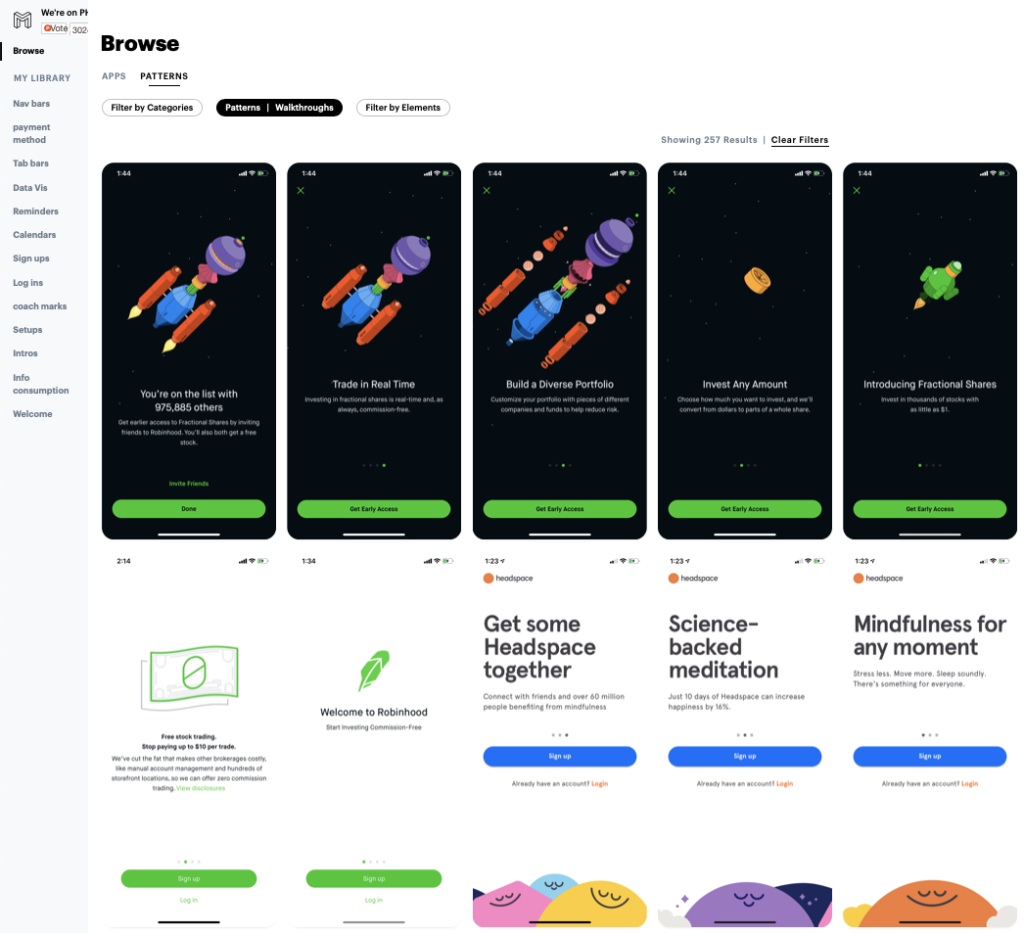 We're on PH
Vote 302
Browse
MY LIBRARY
Nav bars
payment
method
Tab bars
Data Vis
Reminders
Calendars
Sign ups
Log ins
coach marks
Setups
Intros
Info
consumption
Welcome
Browse
APPS PATTERNS
Filter by Categories
Patterns | Walkthroughs
Filter by Elements
Showing 257 Results | Clear Filters
1:44
You're on the list with
975,885 others
Get earlier access to Fractional Shares by inviting
friends to Robinhood. You'll also both get a free
stock.
Invite Friends
Done
1:44
Trade in Real Time
Investing in fractional shares is real-time and, as
always, commission-free.
Get Early Access
1:44
Build a Diverse Portfolio
Customize your portfolio with pieces of different
companies and funds to help reduce risk.
Get Early Access
1:44
Invest Any Amount
Choose how much you want to invest, and we'll
convert from dollars to parts of a whole share.
Get Early Access
1:44
Introducing Fractional Shares
Invest in thousands of stocks with
as little as $1.
Get Early Access
2:14
Free stock trading.
Stop paying up to $10 per trade.
We've cut the fat that makes other brokerages costly,
like manual account management and hundreds of
storefront locations, so we can offer zero commission
trading. View disclosures
Sign up
Log in
1:34
Welcome to Robinhood
Start Investing Commission-Free
Sign up
Log in
1:23
headspace
Get some
Headspace
together
Connect with friends and over 60 million
people benefiting from mindfulness
Sign up
Already have an account? Login
1:23
headspace
Science-
backed
meditation
Just 10 days of Headspace can increase
happiness by 16%.
Sign up
Already have an account? Login
1:23
headspace
Mindfulness for
any moment
Stress less. Move more. Sleep soundly.
There's something for everyone.
Sign up
Already have an account? Login